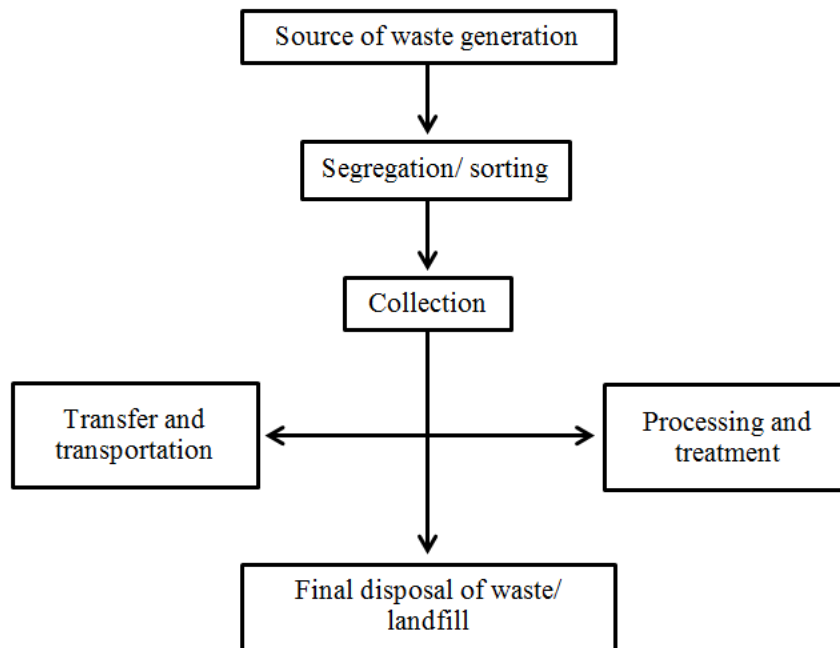 Source of waste generation
Segregation/ sorting
Collection
Transfer and
transportation
Processing and
treatment
Final disposal of waste/
landfill